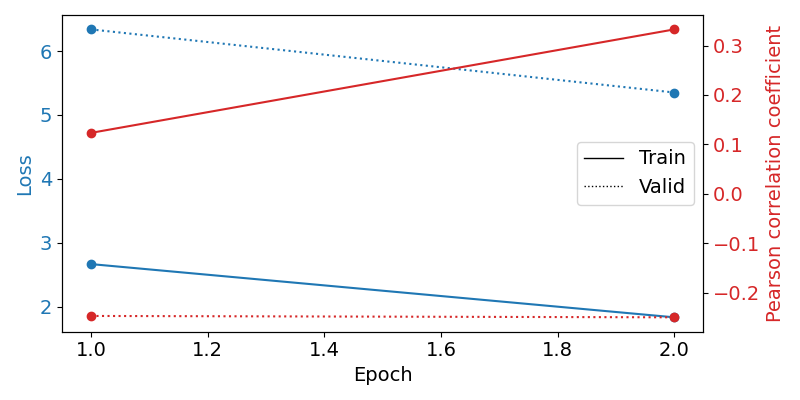 Loss
6
5
4
3
2
1.0 1.2 1.4 1.6 1.8 2.0
Epoch
Train
Valid
0.3
0.2
0.1
0.0
−0.1
−0.2
Pearson correlation coefficient